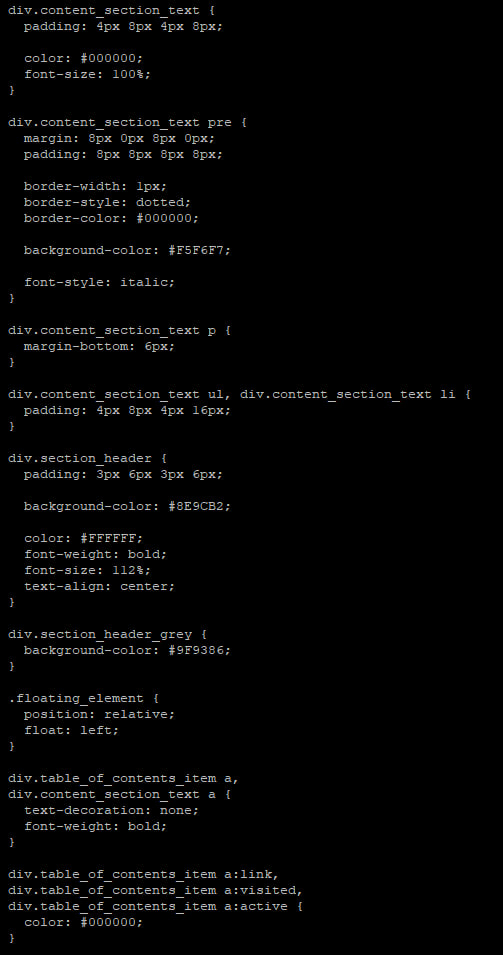 div.content_section_text {
  padding: 4px 8px 4px 8px;

  color: #000000;
  font-size: 100%;
}

div.content_section_text pre {
  margin: 8px 0px 8px 0px;
  padding: 8px 8px 8px 8px;

  border-width: 1px;
  border-style: dotted;
  border-color: #000000;

  background-color: #F5F6F7;

  font-style: italic;
}

div.content_section_text p {
  margin-bottom: 6px;
}

div.content_section_text ul, div.content_section_text li {
  padding: 4px 8px 4px 16px;
}

div.section_header {
  padding: 3px 6px 3px 6px;

  background-color: #8E9CB2;

  color: #FFFFFF;
  font-weight: bold;
  font-size: 112%;
  text-align: center;
}

div.section_header_grey {
  background-color: #9F9386;
}

.floating_element {
  position: relative;
  float: left;
}

div.table_of_contents_item a,
div.content_section_text a {
  text-decoration: none;
  font-weight: bold;
}

div.table_of_contents_item a:link,
div.table_of_contents_item a:visited,
div.table_of_contents_item a:active {
  color: #000000;
}